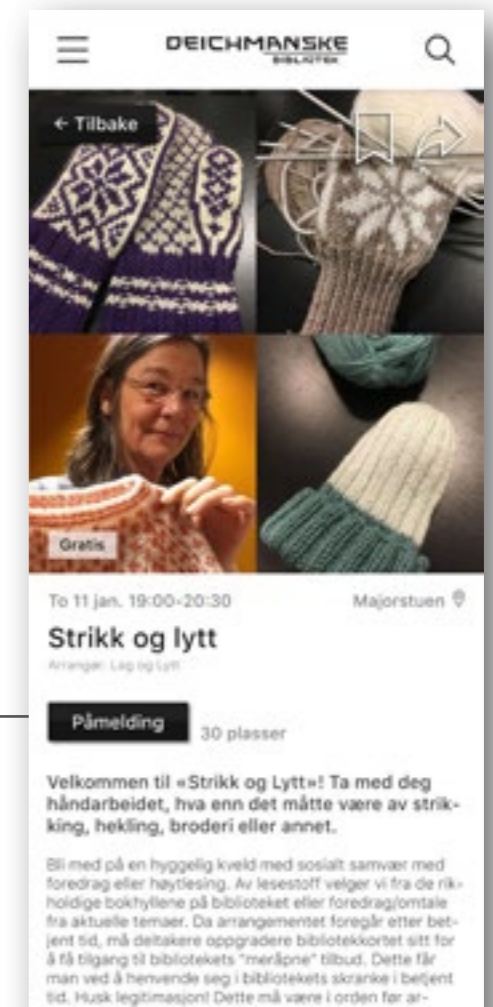 DEICHMANSKE
BIBLIOTEK
← Tilbake
Gratis
To 11 jan. 19:00-20:30 Majorstuen
Strikk og lytt
Arrangør: Lag og Lytt
Påmelding 30 plasser
Velkommen til «Strikk og Lytt»! Ta med deg
håndarbeidet, hva enn det måtte være av strik-
king, hekling, broderi eller annet.
Bli med på en hyggelig kveld med sosialt samvær med
foredrag eller høytlesing. Av lesestoff velger vi fra de rik-
holdige bokhyllene på biblioteket eller foredrag/omtale
fra aktuelle temaer. Da arrangementet foregår etter bet-
jent tid, må deltakere oppgradere bibliotekkortet sitt for
å få tilgang til bibliotekets "meråpne" tilbud. Dette får
man ved å henvende seg i bibliotekets skranke i betjent
tid. Husk legitimasjon! Dette må være i orden før ar-